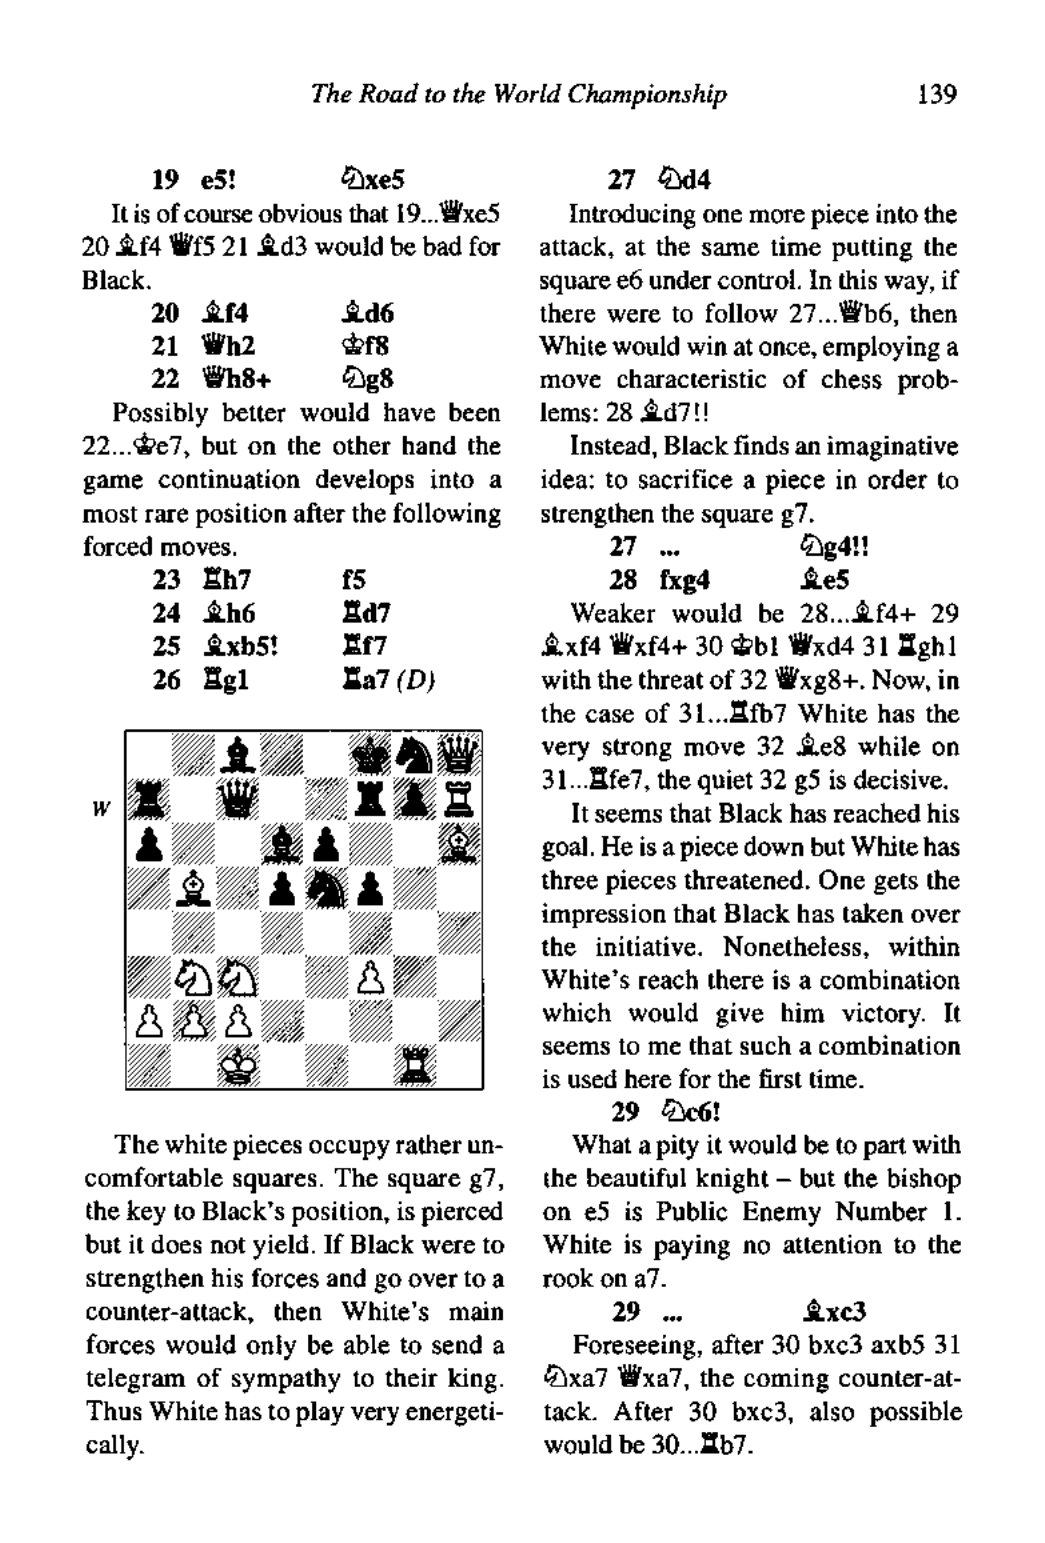 The Road to the World Championship 139
19 e5! ♘xe5
It is of course obvious that 19...♕xe5
20 ♗f4 ♕f5 21 ♗d3 would be bad for
Black.
20 ♗f4 ♗d6
21 ♕h2 ♔f8
22 ♕h8+ ♘g8
Possibly better would have been
22...♔e7, but on the other hand the
game continuation develops into a
most rare position after the following
forced moves.
23 ♖h7 f5
24 ♗h6 ♖d7
25 ♗xb5! ♖f7
26 ♖g1 ♖a7 (D)
W
The white pieces occupy rather un-
comfortable squares. The square g7,
the key to Black's position, is pierced
but it does not yield. If Black were to
strengthen his forces and go over to a
counter-attack, then White's main
forces would only be able to send a
telegram of sympathy to their king.
Thus White has to play very energeti-
cally.
27 ♘d4
Introducing one more piece into the
attack, at the same time putting the
square e6 under control. In this way, if
there were to follow 27...♕b6, then
White would win at once, employing a
move characteristic of chess prob-
lems: 28 ♗d7!!
Instead, Black finds an imaginative
idea: to sacrifice a piece in order to
strengthen the square g7.
27 ... ♘g4!!
28 fxg4 ♗e5
Weaker would be 28...♗f4+ 29
♗xf4 ♕xf4+ 30 ♔b1 ♕xd4 31 ♖gh1
with the threat of 32 ♕xg8+. Now, in
the case of 31...♖fb7 White has the
very strong move 32 ♗e8 while on
31...♖fe7, the quiet 32 g5 is decisive.
It seems that Black has reached his
goal. He is a piece down but White has
three pieces threatened. One gets the
impression that Black has taken over
the initiative. Nonetheless, within
White's reach there is a combination
which would give him victory. It
seems to me that such a combination
is used here for the first time.
29 ♘c6!
What a pity it would be to part with
the beautiful knight – but the bishop
on e5 is Public Enemy Number 1.
White is paying no attention to the
rook on a7.
29 ... ♗xc3
Foreseeing, after 30 bxc3 axb5 31
♘xa7 ♕xa7, the coming counter-at-
tack. After 30 bxc3, also possible
would be 30...♖b7.